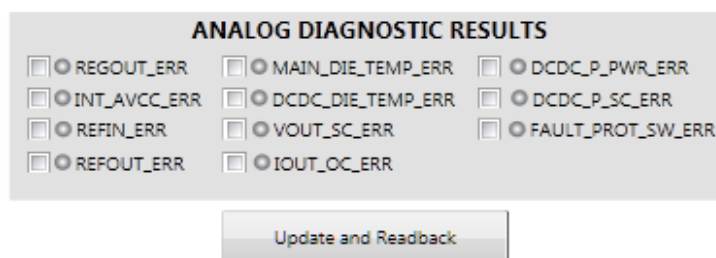 ANALOG DIAGNOSTIC RESULTS
REGOUT_ERR MAIN_DIE_TEMP_ERR DCDC_P_PWR_ERR
INT_AVCC_ERR DCDC_DIE_TEMP_ERR DCDC_P_SC_ERR
REFIN_ERR VOUT_SC_ERR FAULT_PROT_SW_ERR
REFOUT_ERR IOUT_OC_ERR
Update and Readback